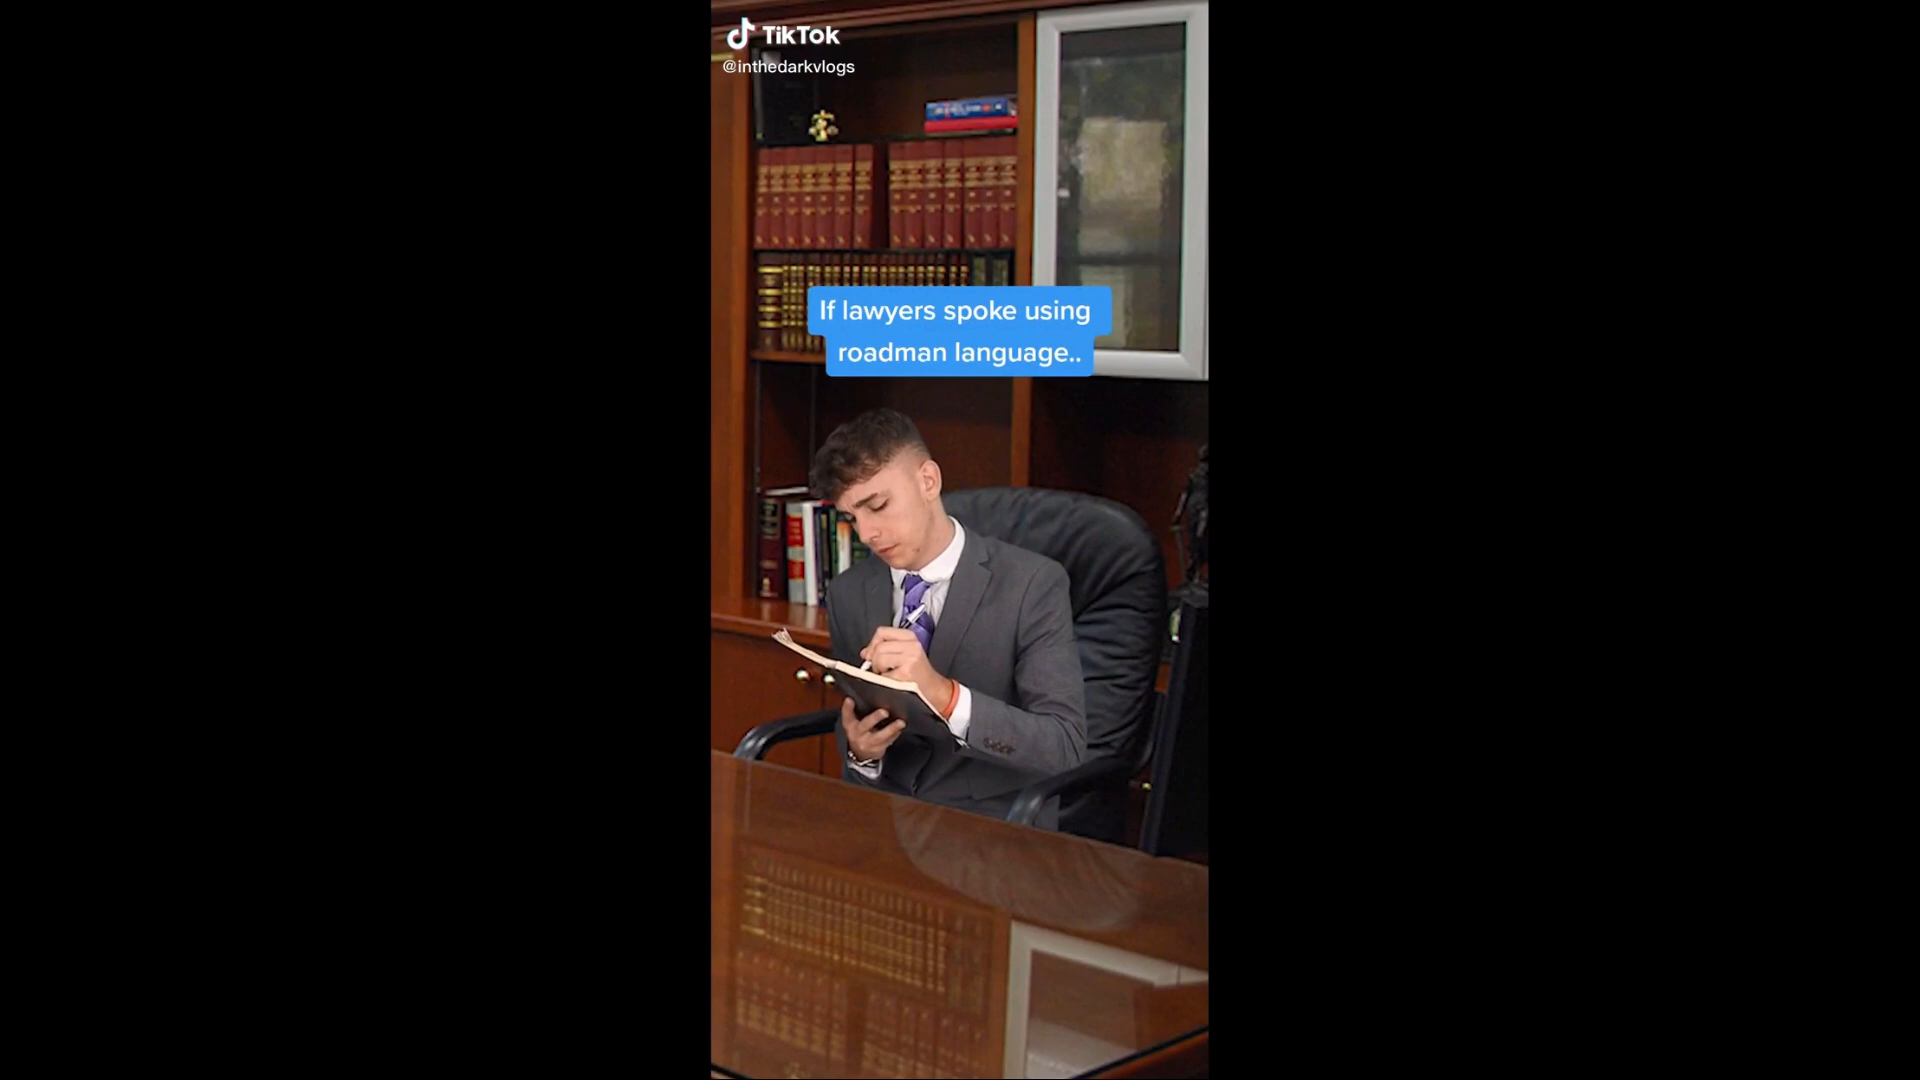 TikTok
@inthedarkvlogs
If lawyers spoke using
roadman language..